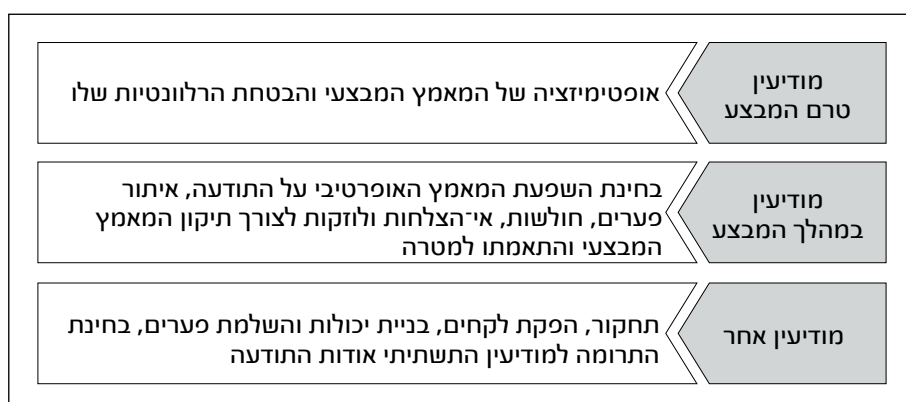 מודיעין
טרם המבצע
אופטימיזציה של המאמץ המבצעי והבטחת הרלוונטיות שלו
מודיעין
במהלך המבצע
בחינת השפעת המאמץ האופרטיבי על התודעה, איתור
פערים, חולשות, אי־הצלחות ולוזקות לצורך תיקון המאמץ
המבצעי והתאמתו למטרה
מודיעין אחר
תחקור, הפקת לקחים, בניית יכולות והשלמת פערים, בחינת
התרומה למודיעין התשתיתי אודות התודעה